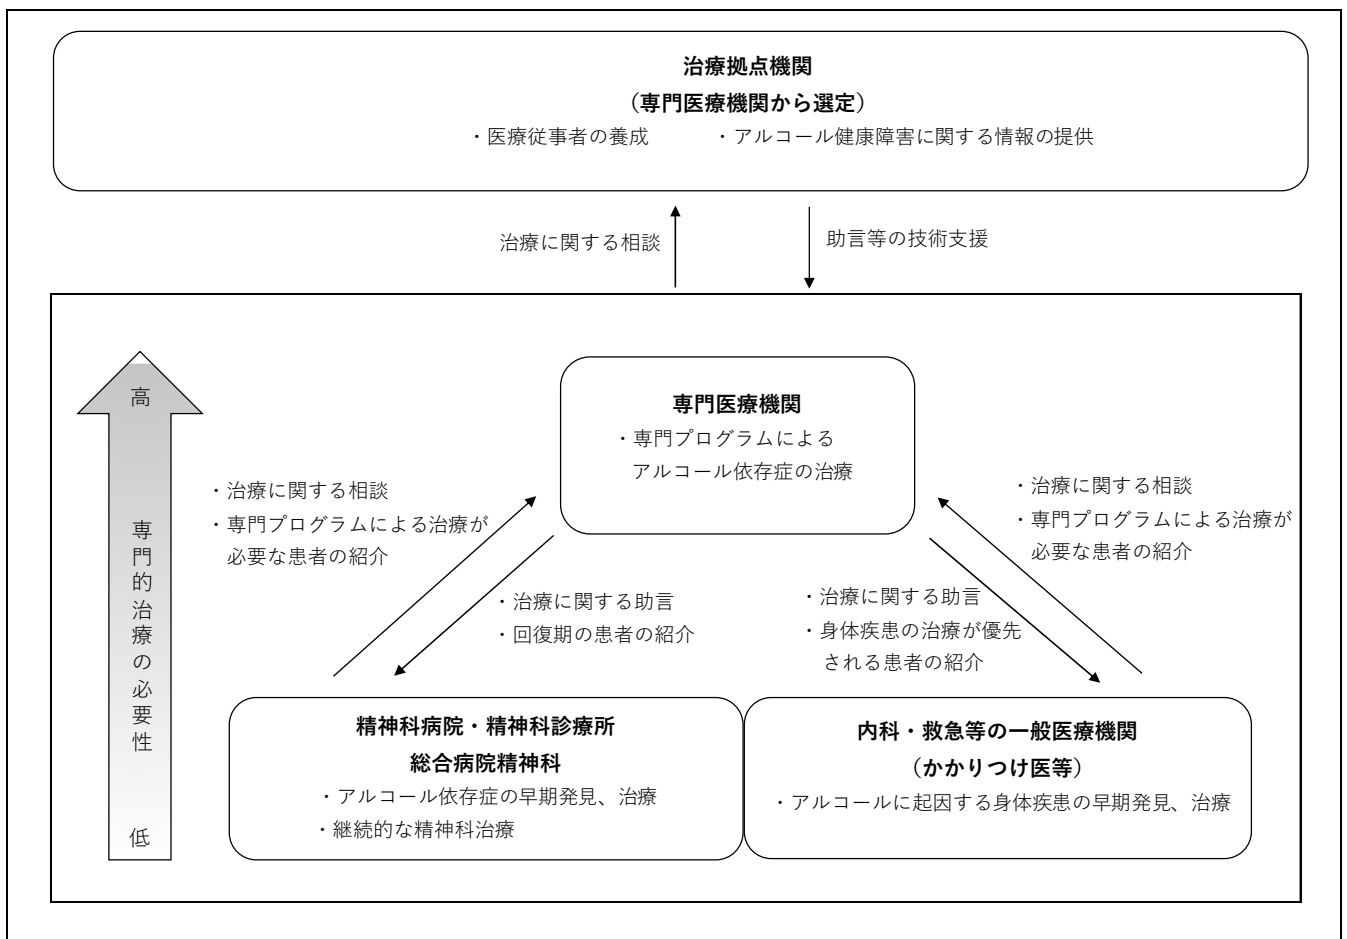 治療拠点機関
（専門医療機関から選定）
・医療従事者の養成　・アルコール健康障害に関する情報の提供
治療に関する相談
助言等の技術支援
高
専門的治療の必要性
低
専門医療機関
・専門プログラムによる
アルコール依存症の治療
・治療に関する相談
・専門プログラムによる治療が
必要な患者の紹介
・治療に関する助言
・回復期の患者の紹介
・治療に関する相談
・専門プログラムによる治療が
必要な患者の紹介
・治療に関する助言
・身体疾患の治療が優先
される患者の紹介
精神科病院・精神科診療所
総合病院精神科
・アルコール依存症の早期発見、治療
・継続的な精神科治療
内科・救急等の一般医療機関
（かかりつけ医等）
・アルコールに起因する身体疾患の早期発見、治療